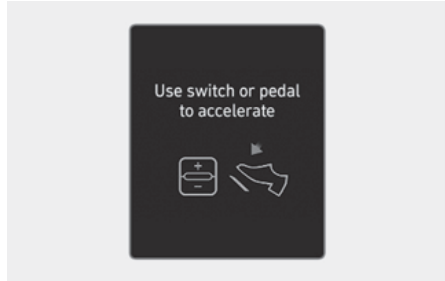 Use switch or pedal
to accelerate
+
−